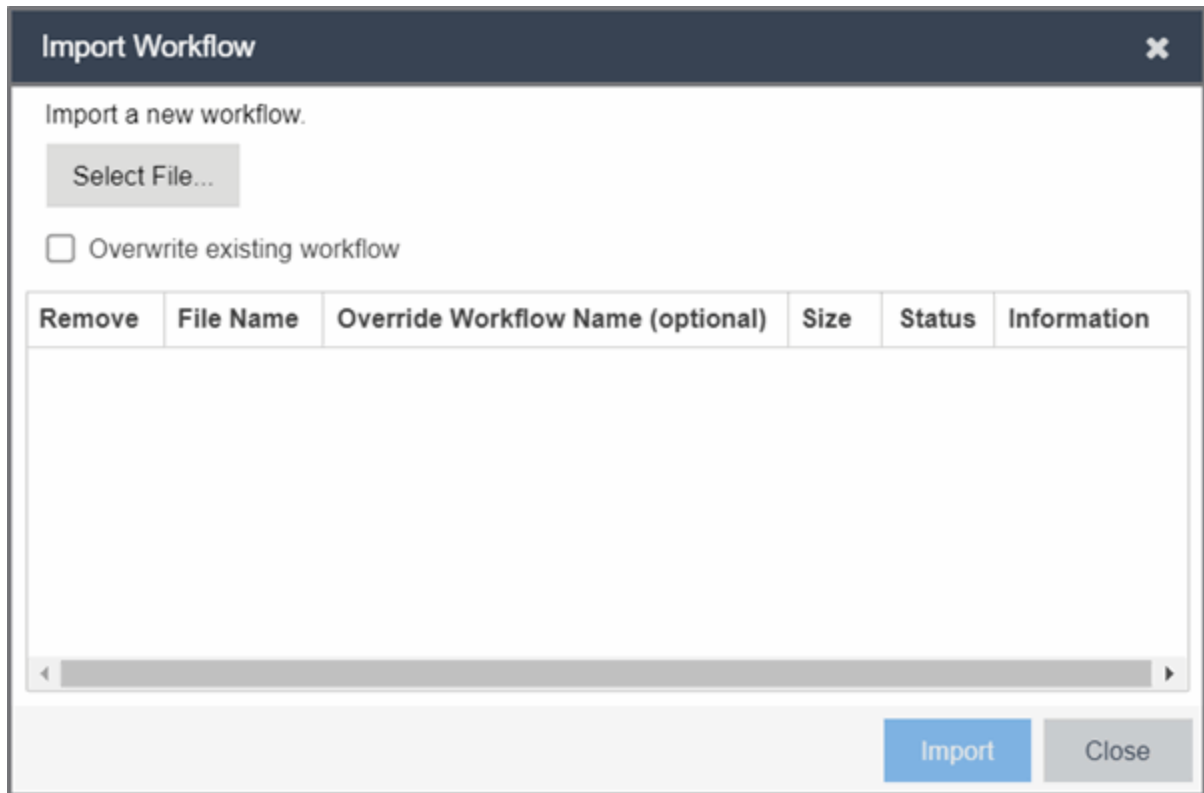 Import Workflow
Import a new workflow.
Select File...
Overwrite existing workflow
Remove File Name Override Workflow Name (optional) Size Status Information
Import Close